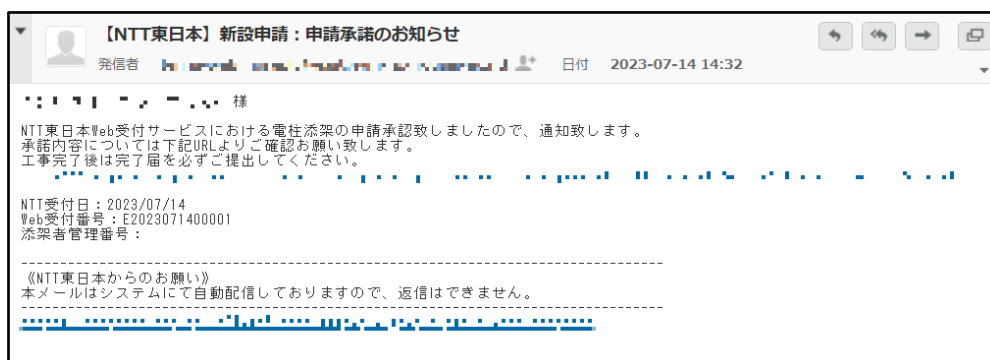 【NTT東日本】新設申請：申請承諾のお知らせ
発信者 日付 2023-07-14 14:32
様
NTT東日本Web受付サービスにおける電柱添架の申請承認致しましたので、通知致します。
承諾内容については下記URLよりご確認お願い致します。
工事完了後は完了届を必ずご提出してください。
NTT受付日：2023/07/14
Web受付番号：E2023071400001
添架者管理番号：
--------------------------------------------------------------------------------
《NTT東日本からのお願い》
本メールはシステムにて自動配信しておりますので、返信はできません。
--------------------------------------------------------------------------------